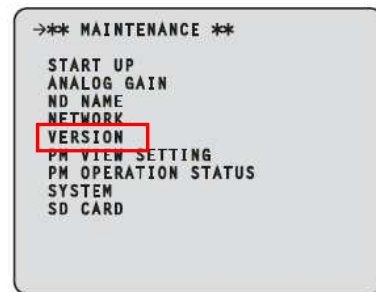 →** MAINTENANCE **
START UP
ANALOG GAIN
ND NAME
NETWORK
VERSION
PM VIEW SETTING
PM OPERATION STATUS
SYSTEM
SD CARD